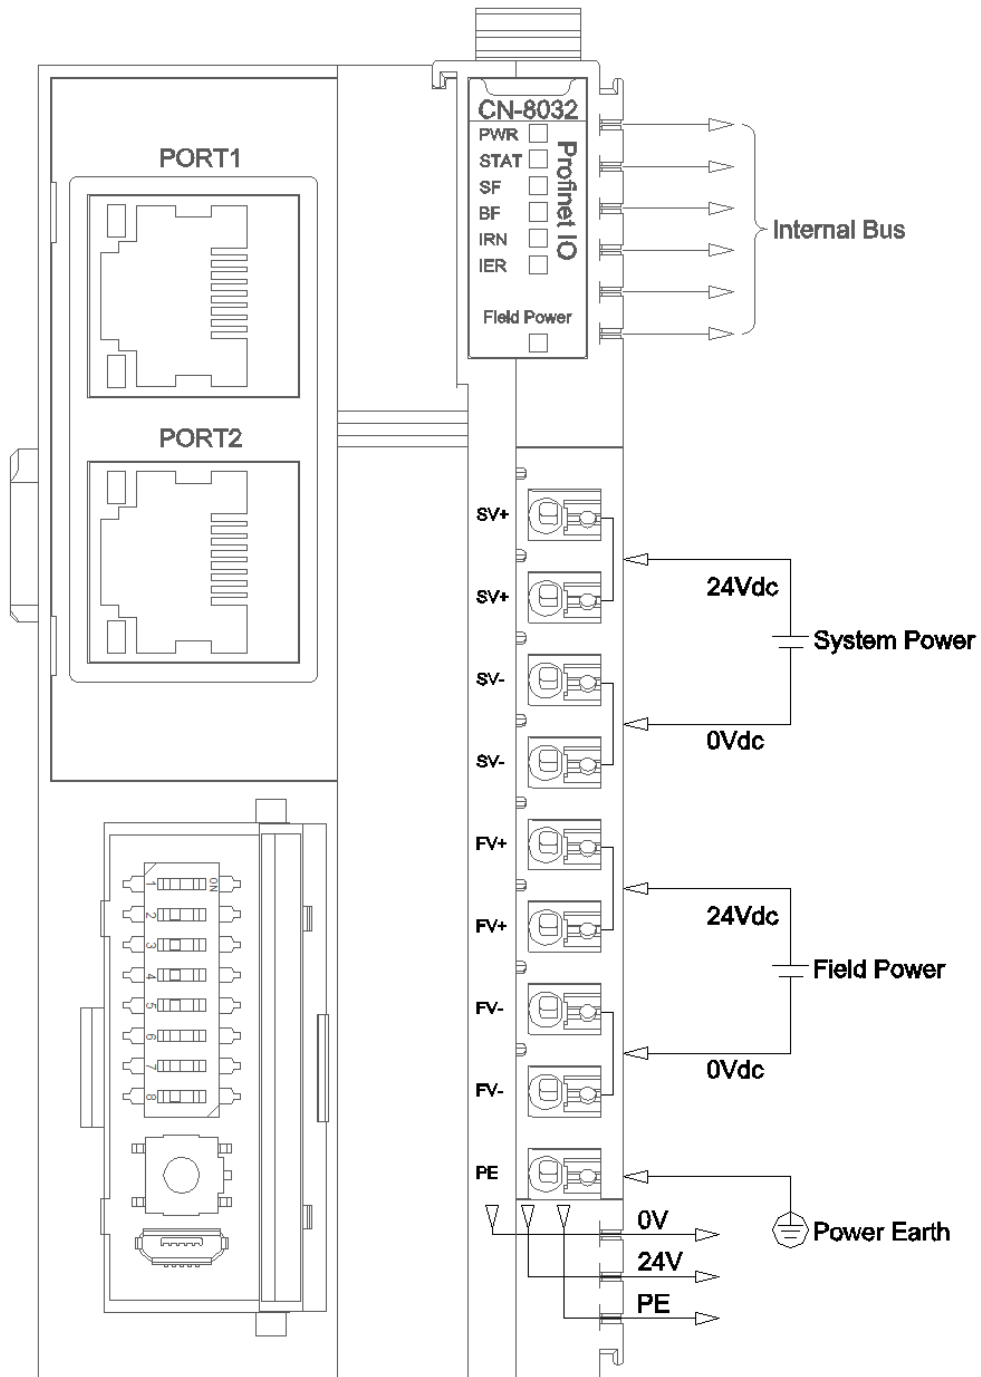 CN-8032
PWR
STAT
SF
BF
IRN
IER
Profinet IO
Field Power
PORT1
PORT2
Internal Bus
SV+
SV+
SV-
SV-
FV+
FV+
FV-
FV-
PE
24Vdc
System Power
0Vdc
24Vdc
Field Power
0Vdc
Power Earth
0V
24V
PE
ON
1
2
3
4
5
6
7
8